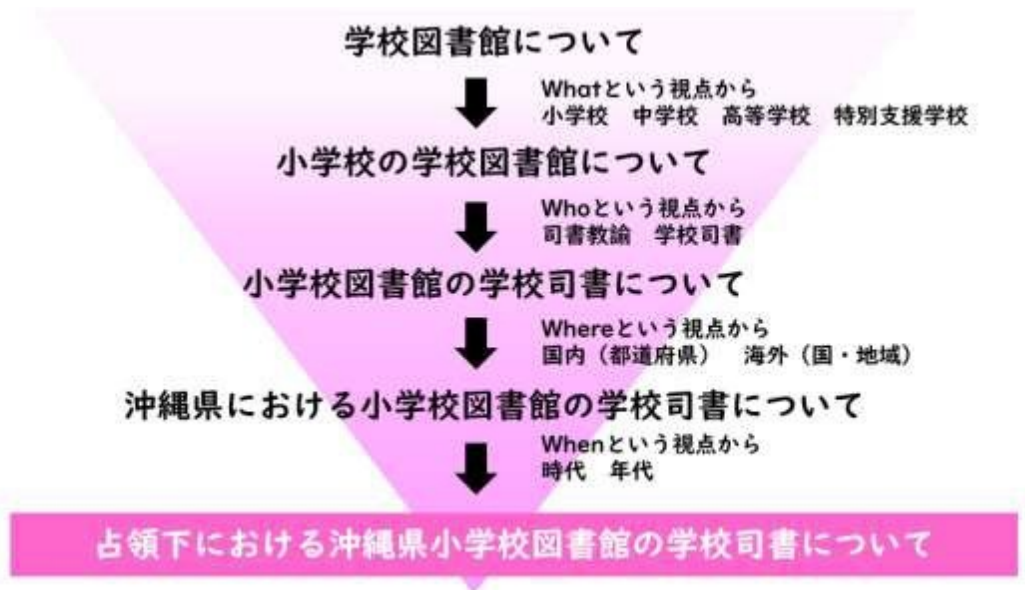 学校図書館について
Whatという視点から
小学校　中学校　高等学校　特別支援学校
小学校の学校図書館について
Whoという視点から
司書教諭　学校司書
小学校図書館の学校司書について
Whereという視点から
国内（都道府県）　海外（国・地域）
沖縄県における小学校図書館の学校司書について
Whenという視点から
時代　年代
占領下における沖縄県小学校図書館の学校司書について